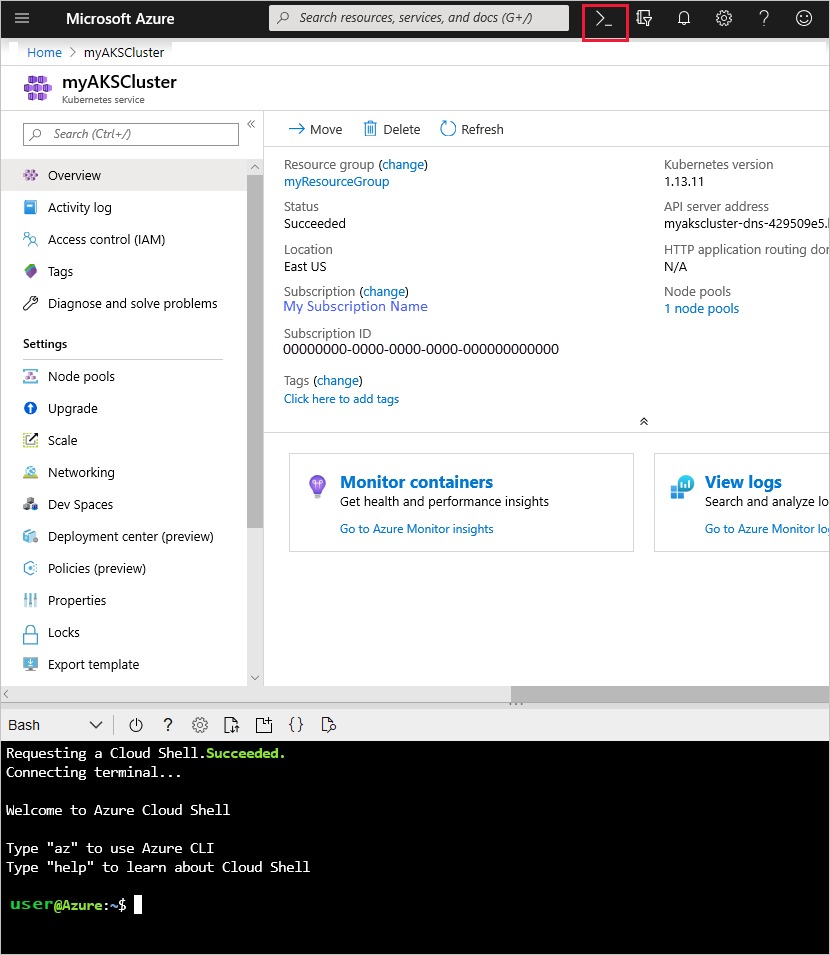 Microsoft Azure
Search resources, services, and docs (G+/)
Home > myAKSCluster
myAKSCluster
Kubernetes service
Search (Ctrl+/)
Overview
Activity log
Access control (IAM)
Tags
Diagnose and solve problems
Settings
Node pools
Upgrade
Scale
Networking
Dev Spaces
Deployment center (preview)
Policies (preview)
Properties
Locks
Export template
Move
Delete
Refresh
Resource group (change)
myResourceGroup
Status
Succeeded
Location
East US
Subscription (change)
My Subscription Name
Subscription ID
00000000-0000-0000-0000-000000000000
Tags (change)
Click here to add tags
Kubernetes version
1.13.11
API server address
myakscluster-dns-429509e5.
HTTP application routing
N/A
Node pools
1 node pools
Monitor containers
Get health and performance insights
Go to Azure Monitor insights
View logs
Search and analyze
Go to Azure Monitor
Bash
Requesting a Cloud Shell.Succeeded.
Connecting terminal...
Welcome to Azure Cloud Shell
Type "az" to use Azure CLI
Type "help" to learn about Cloud Shell
user@Azure:~$